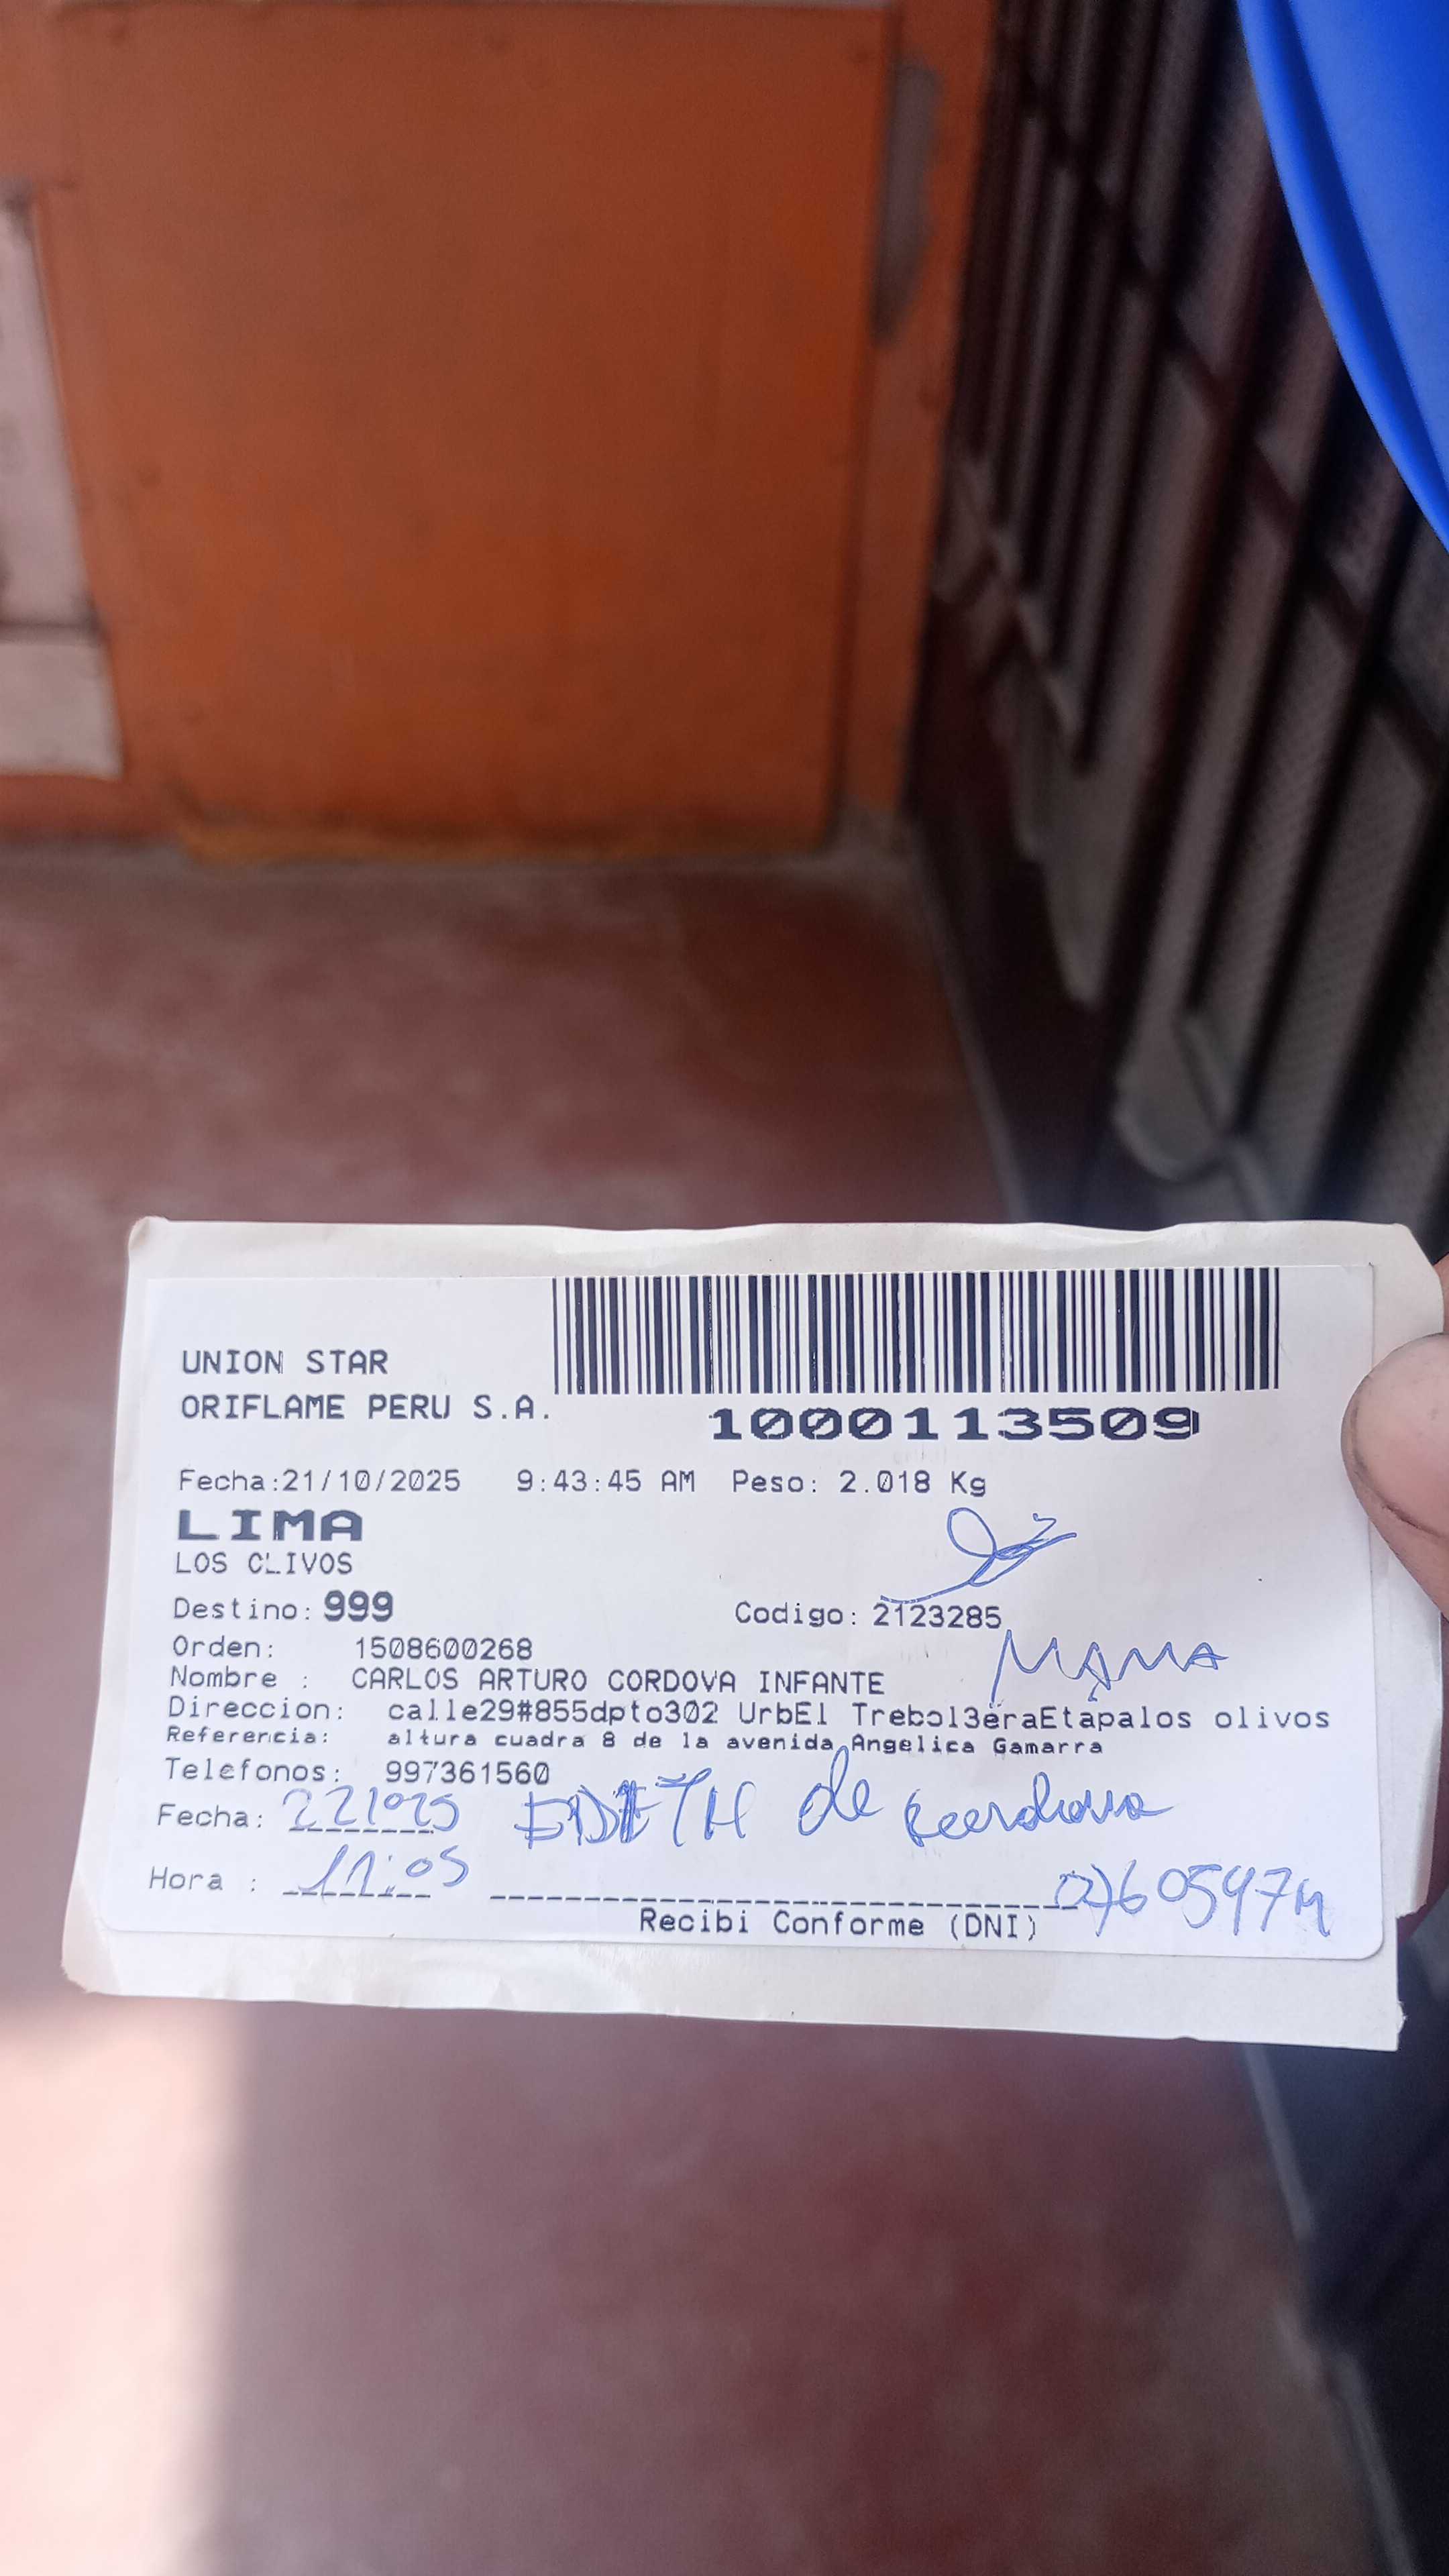 UNION STAR
ORIFLAME PERU S.A.
1000113509
Fecha:21/10/2025 9:43:45 AM Peso: 2.018 Kg
LIMA
LOS OLIVOS
Destino: 999 Codigo: 2123285
Orden: 1508600268
MAMA
Nombre : CARLOS ARTURO CORDOVA INFANTE
Direccion: calle29#855dpto302 UrbEl Trebol3eraEtapalos olivos
Referencia: altura cuadra 8 de la avenida Angelica Gamarra
Telefonos: 997361560
Fecha: 221025 EDITH de
Hora : 11:05
Recibi Conforme (DNI)